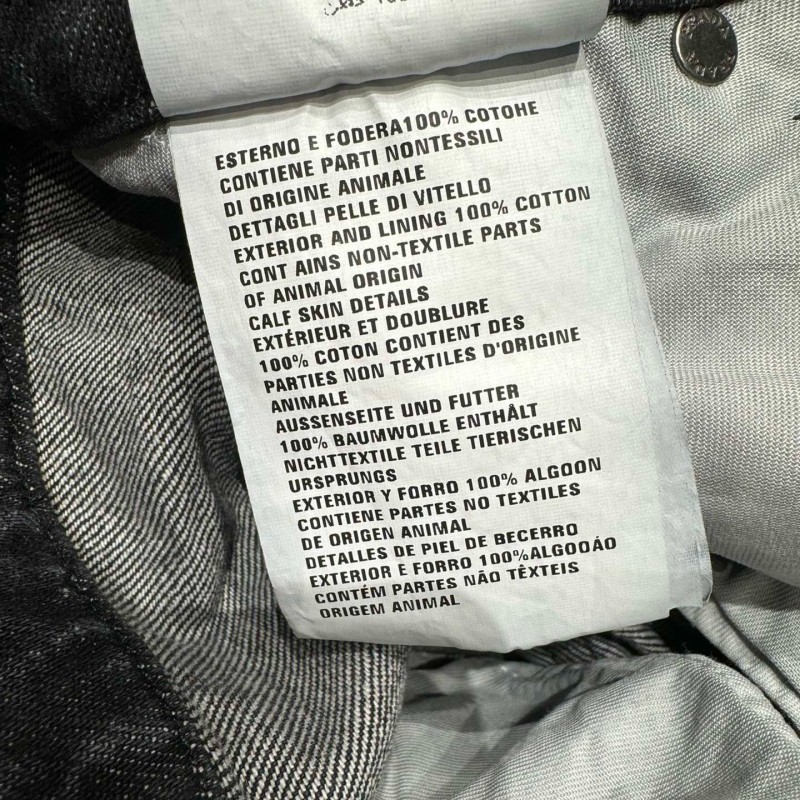 ESTERNO E FODERA100% COTOHE
CONTIENE PARTI NONTESSILI
DI ORIGINE ANIMALE
DETTAGLI PELLE DI VITELLO
EXTERIOR AND LINING 100% COTTON
CONT AINS NON-TEXTILE PARTS
OF ANIMAL ORIGIN
CALF SKIN DETAILS
EXTÉRIEUR ET DOUBLURE
100% COTON CONTIENT DES
PARTIES NON TEXTILES D'ORIGINE
ANIMALE
AUSSENSEITE UND FUTTER
100% BAUMWOLLE ENTHÅLT
NICHTTEXTILE TEILE TIERISCHEN
URSPRUNGS
EXTERIOR Y FORRO 100% ALGOON
CONTIENE PARTES NO TEXTILES
DE ORIGEN ANIMAL
DETALLES DE PIEL DE BECERRO
EXTERIOR E FORRO 100%ALGOOÁO
CONTÉM PARTES NÃO TÊXTEIS
ORIGEM ANIMAL